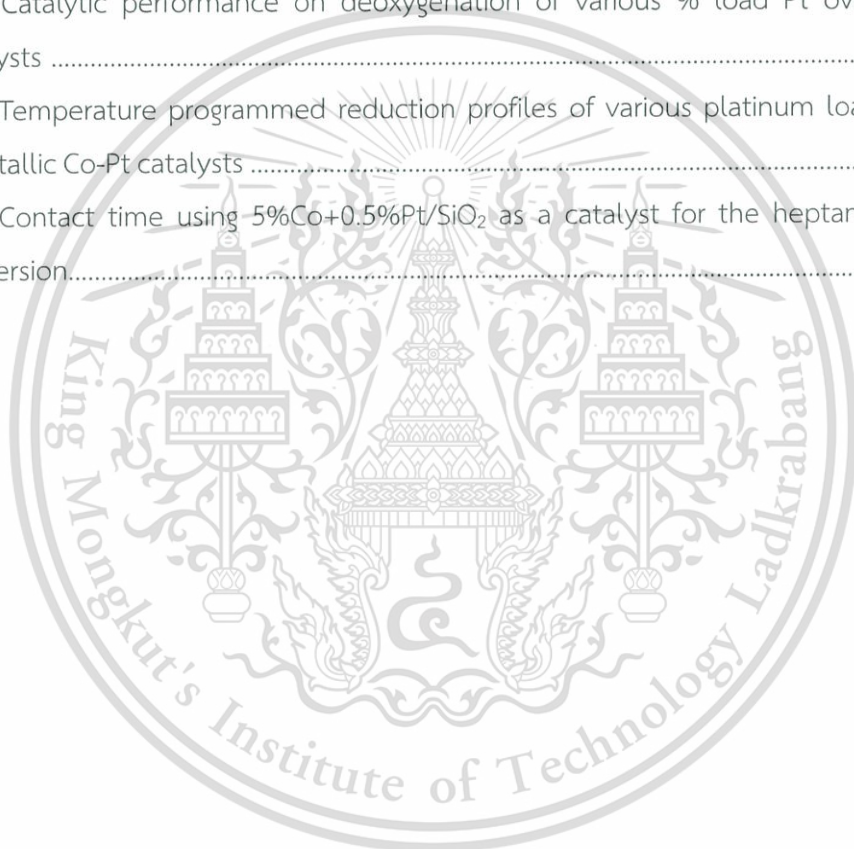 Catalytic performance on deoxygenation of various % load Pt ov
ysts ........................................................................
Temperature programmed reduction profiles of various platinum loa
tallic Co-Pt catalysts ........................................................................
Contact time using 5%Co+0.5%Pt/SiO₂ as a catalyst for the heptan
ersion........................................................................
King Mongkut's Institute of Technology Ladkrabang